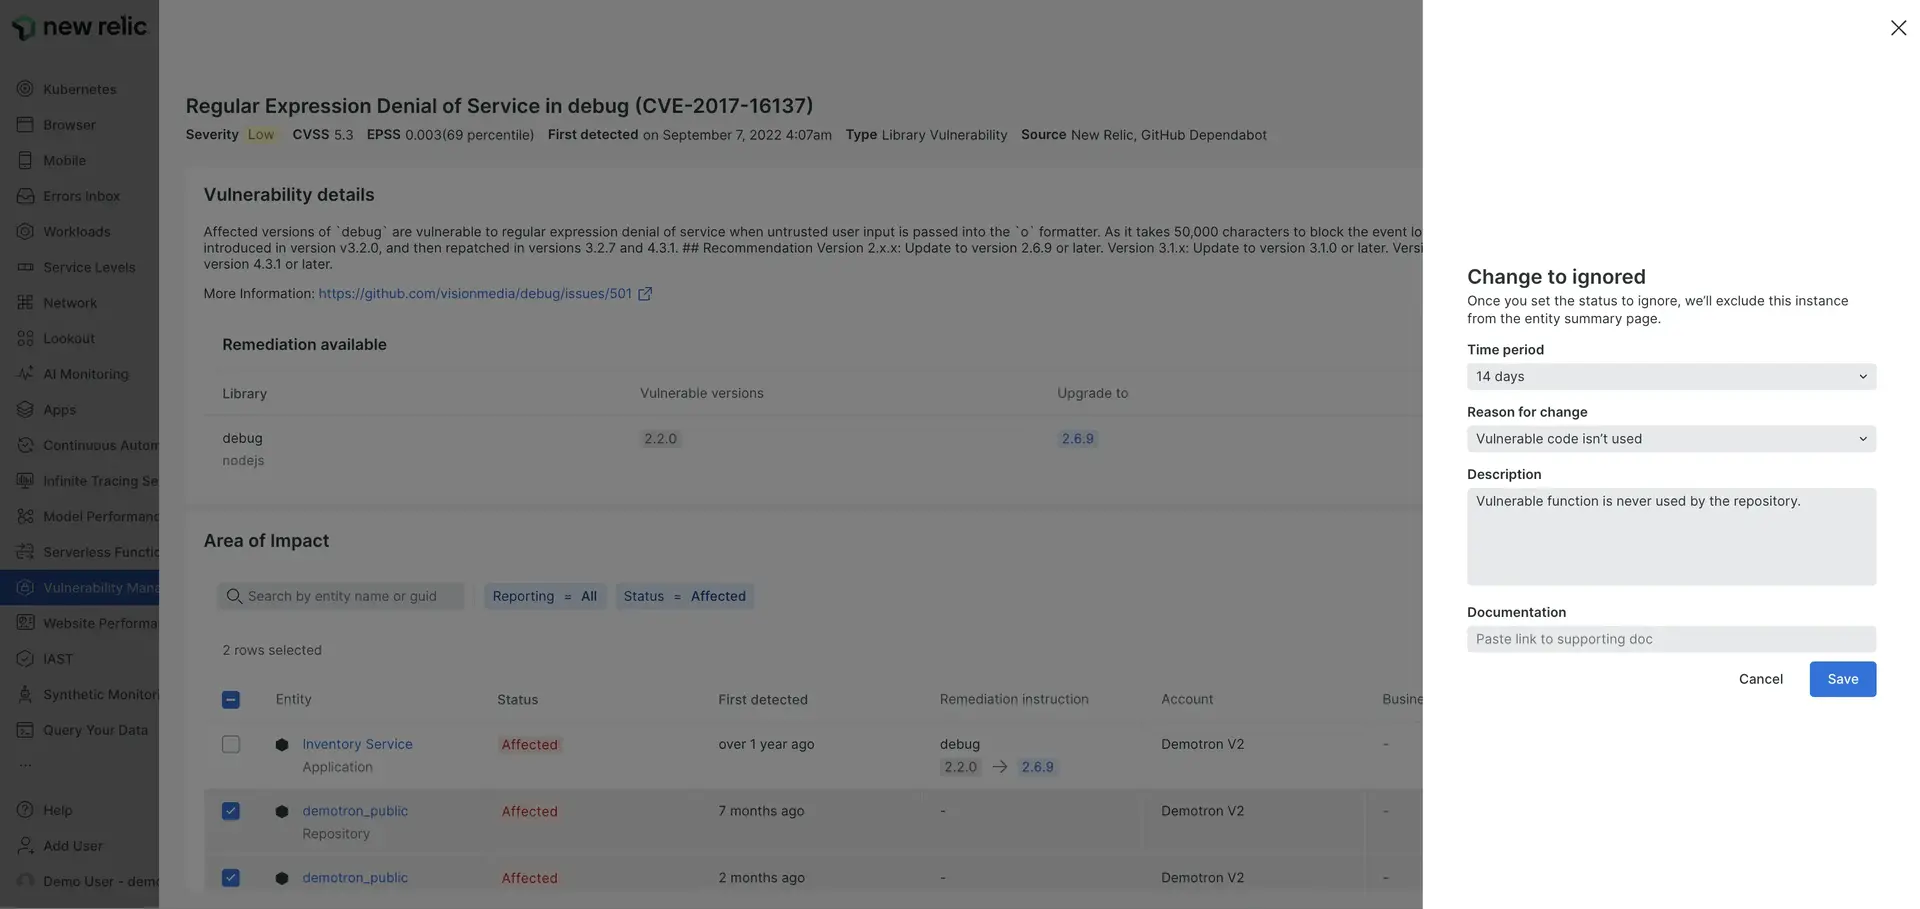 new relic
Kubernetes
Browser
Mobile
Errors Inbox
Workloads
Service Levels
Network
Lookout
AI Monitoring
Apps
Continuous Autom
Infinite Tracing Se
Model Performanc
Serverless Functio
Vulnerability Mana
Website Performa
IAST
Synthetic Monitori
Query Your Data
...
Help
Add User
Demo User - demo
Regular Expression Denial of Service in debug (CVE-2017-16137)
Severity Low CVSS 5.3 EPSS 0.003(69 percentile) First detected on September 7, 2022 4:07am Type Library Vulnerability Source New Relic, GitHub Dependabot
Vulnerability details
Affected versions of `debug` are vulnerable to regular expression denial of service when untrusted user input is passed into the `o` formatter. As it takes 50,000 characters to block the event lo
introduced in version v3.2.0, and then repatched in versions 3.2.7 and 4.3.1. ## Recommendation Version 2.x.x: Update to version 2.6.9 or later. Version 3.1.x: Update to version 3.1.0 or later. Versi
version 4.3.1 or later.
More Information: https://github.com/visionmedia/debug/issues/501
Remediation available
Library Vulnerable versions Upgrade to
debug 2.2.0 2.6.9
nodejs
Area of Impact
Search by entity name or guid Reporting = All Status = Affected
2 rows selected
Entity Status First detected Remediation instruction Account Busine
Inventory Service Affected over 1 year ago debug Demotron V2 -
Application 2.2.0 → 2.6.9
demotron_public Affected 7 months ago - Demotron V2 -
Repository
demotron_public Affected 2 months ago - Demotron V2 -
Change to ignored
Once you set the status to ignore, we'll exclude this instance
from the entity summary page.
Time period
14 days
Reason for change
Vulnerable code isn't used
Description
Vulnerable function is never used by the repository.
Documentation
Paste link to supporting doc
Cancel Save